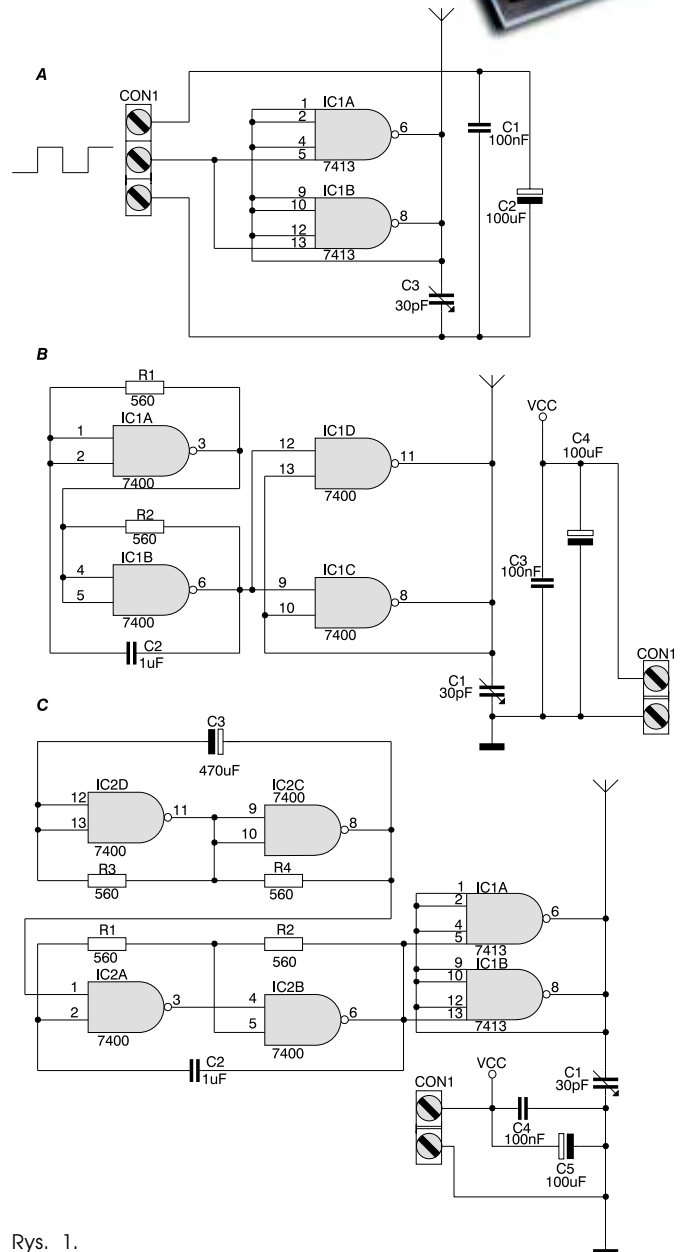 A
CON1
1
2
4
5
IC1A
6
7413
9
10
12
13
IC1B
8
7413
C1
100nF
C2
100uF
C3
30pF
B
R1
560
IC1A
1
2
3
7400
R2
560
IC1B
4
5
6
7400
C2
1uF
IC1D
12
13
11
7400
IC1C
9
10
8
7400
C1
30pF
VCC
C4
100uF
C3
100nF
CON1
C
C3
470uF
IC2D
12
13
11
7400
IC2C
7400
9
10
8
R3
560
R4
560
R1
560
R2
560
IC2A
1
2
3
7400
IC2B
4
5
6
7400
C2
1uF
IC1A
1
2
4
5
6
7413
IC1B
9
10
12
13
8
7413
C1
30pF
VCC
CON1
C4
100nF
C5
100uF
Rys. 1.